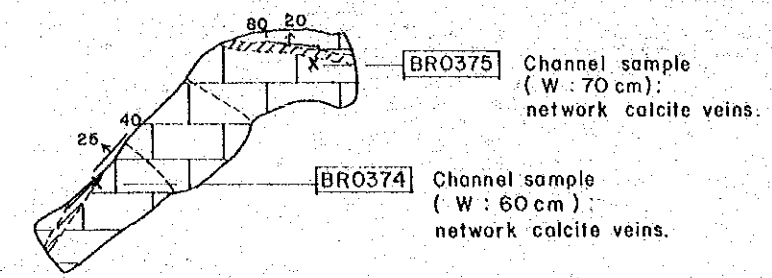 80 20
BR0375 Channel sample
( W : 70 cm ) :
network calcite veins.
40
25
BR0374 Channel sample
( W : 60 cm ) :
network calcite veins.